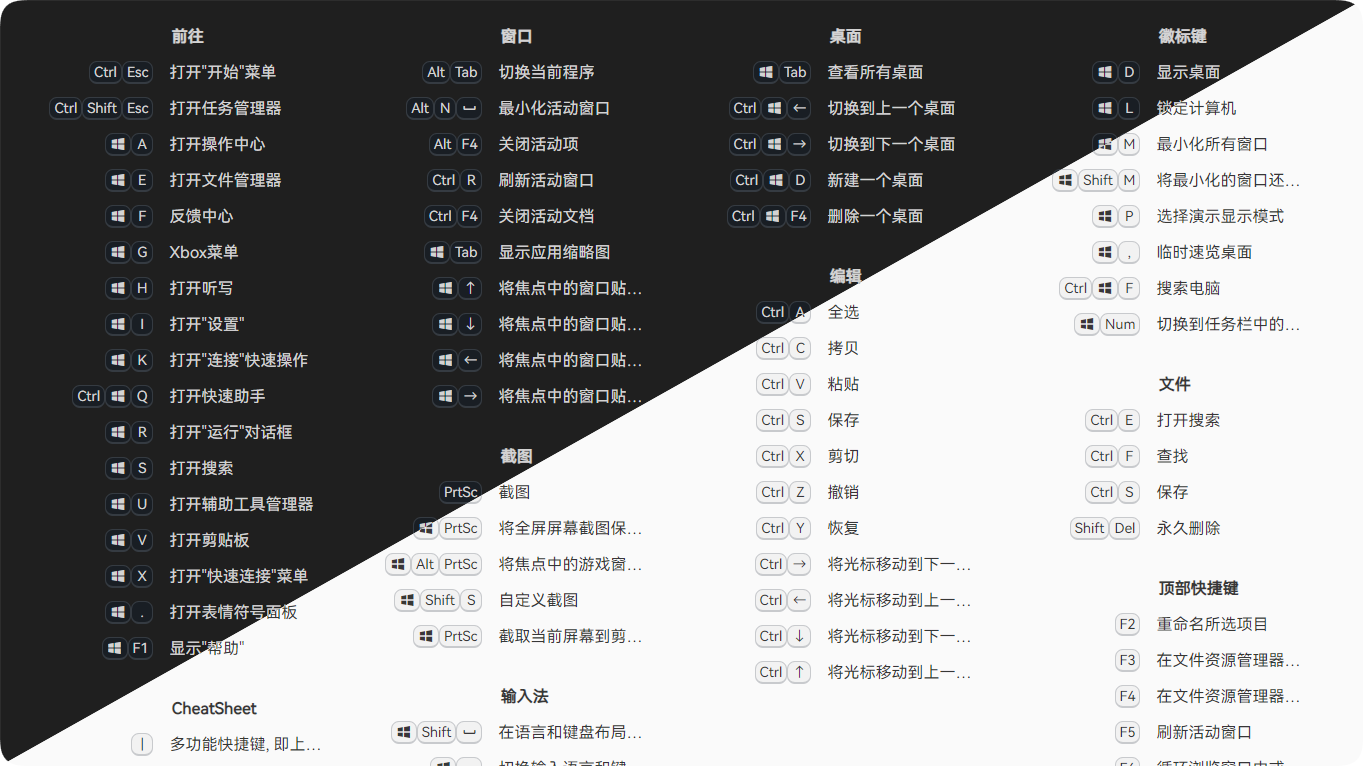 前往
Ctrl Esc 打开"开始"菜单
Ctrl Shift Esc 打开任务管理器
A 打开操作中心
E 打开文件管理器
F 反馈中心
G Xbox菜单
H 打开听写
I 打开"设置"
K 打开"连接"快速操作
Ctrl Q 打开快速助手
R 打开"运行"对话框
S 打开搜索
U 打开辅助工具管理器
V 打开剪贴板
X 打开"快速连接"菜单
. 打开表情符号面板
F1 显示"帮助"
CheatSheet
| 多功能快捷键, 即上…
窗口
Alt Tab 切换当前程序
Alt N 最小化活动窗口
Alt F4 关闭活动项
Ctrl R 刷新活动窗口
Ctrl F4 关闭活动文档
Tab 显示应用缩略图
↑ 将焦点中的窗口贴…
↓ 将焦点中的窗口贴…
← 将焦点中的窗口贴…
→ 将焦点中的窗口贴…
截图
PrtSc 截图
PrtSc 将全屏屏幕截图保…
Alt PrtSc 将焦点中的游戏窗…
Shift S 自定义截图
PrtSc 截取当前屏幕到剪…
输入法
Shift 在语言和键盘布局…
桌面
Tab 查看所有桌面
Ctrl ← 切换到上一个桌面
Ctrl → 切换到下一个桌面
Ctrl D 新建一个桌面
Ctrl F4 删除一个桌面
编辑
Ctrl A 全选
Ctrl C 拷贝
Ctrl V 粘贴
Ctrl S 保存
Ctrl X 剪切
Ctrl Z 撤销
Ctrl Y 恢复
Ctrl → 将光标移动到下一…
Ctrl ← 将光标移动到上一…
Ctrl ↓ 将光标移动到下一…
Ctrl ↑ 将光标移动到上一…
徽标键
D 显示桌面
L 锁定计算机
M 最小化所有窗口
Shift M 将最小化的窗口还…
P 选择演示显示模式
, 临时速览桌面
Ctrl F 搜索电脑
Num 切换到任务栏中的…
文件
Ctrl E 打开搜索
Ctrl F 查找
Ctrl S 保存
Shift Del 永久删除
顶部快捷键
F2 重命名所选项目
F3 在文件资源管理器…
F4 在文件资源管理器…
F5 刷新活动窗口